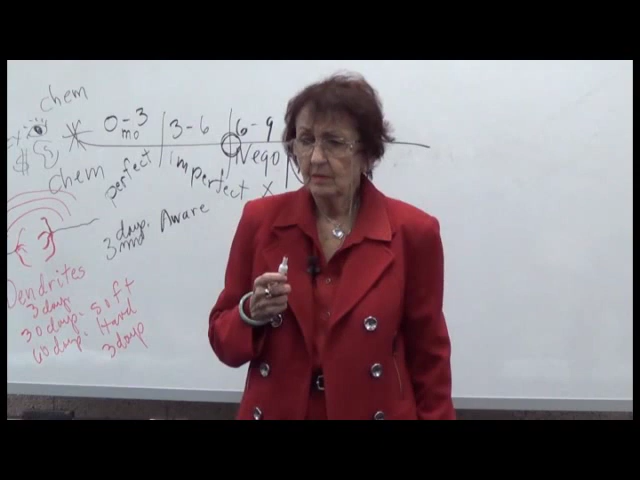 chem
0-3 3-6 6-9
mo
$
chem perfect imperfect Nego
x
3 days. Aware
3 mo
Dendrites
3 days
30 days. soft
60 days. Hard
3 days